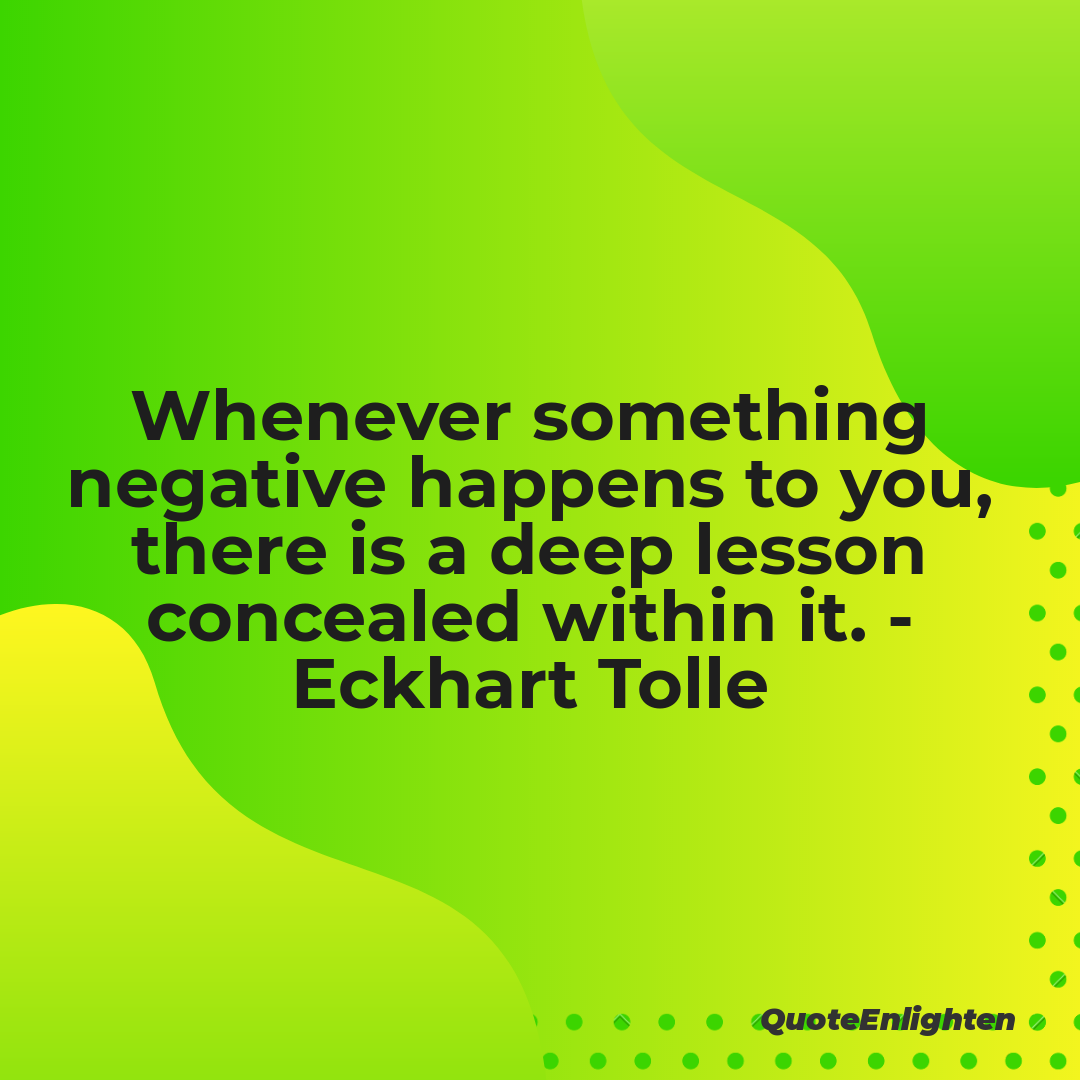 Whenever something
negative happens to you,
there is a deep lesson
concealed within it. -
Eckhart Tolle
QuoteEnlighten